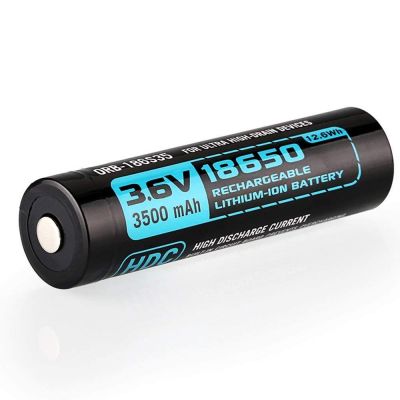 ORB-186S35
FOR ULTRA HIGH-DRAIN DEVICES
12.6Wh
3.6V
3500 mAh
18650
RECHARGEABLE
LITHIUM-ION BATTERY
HDC
HIGH DISCHARGE CURRENT